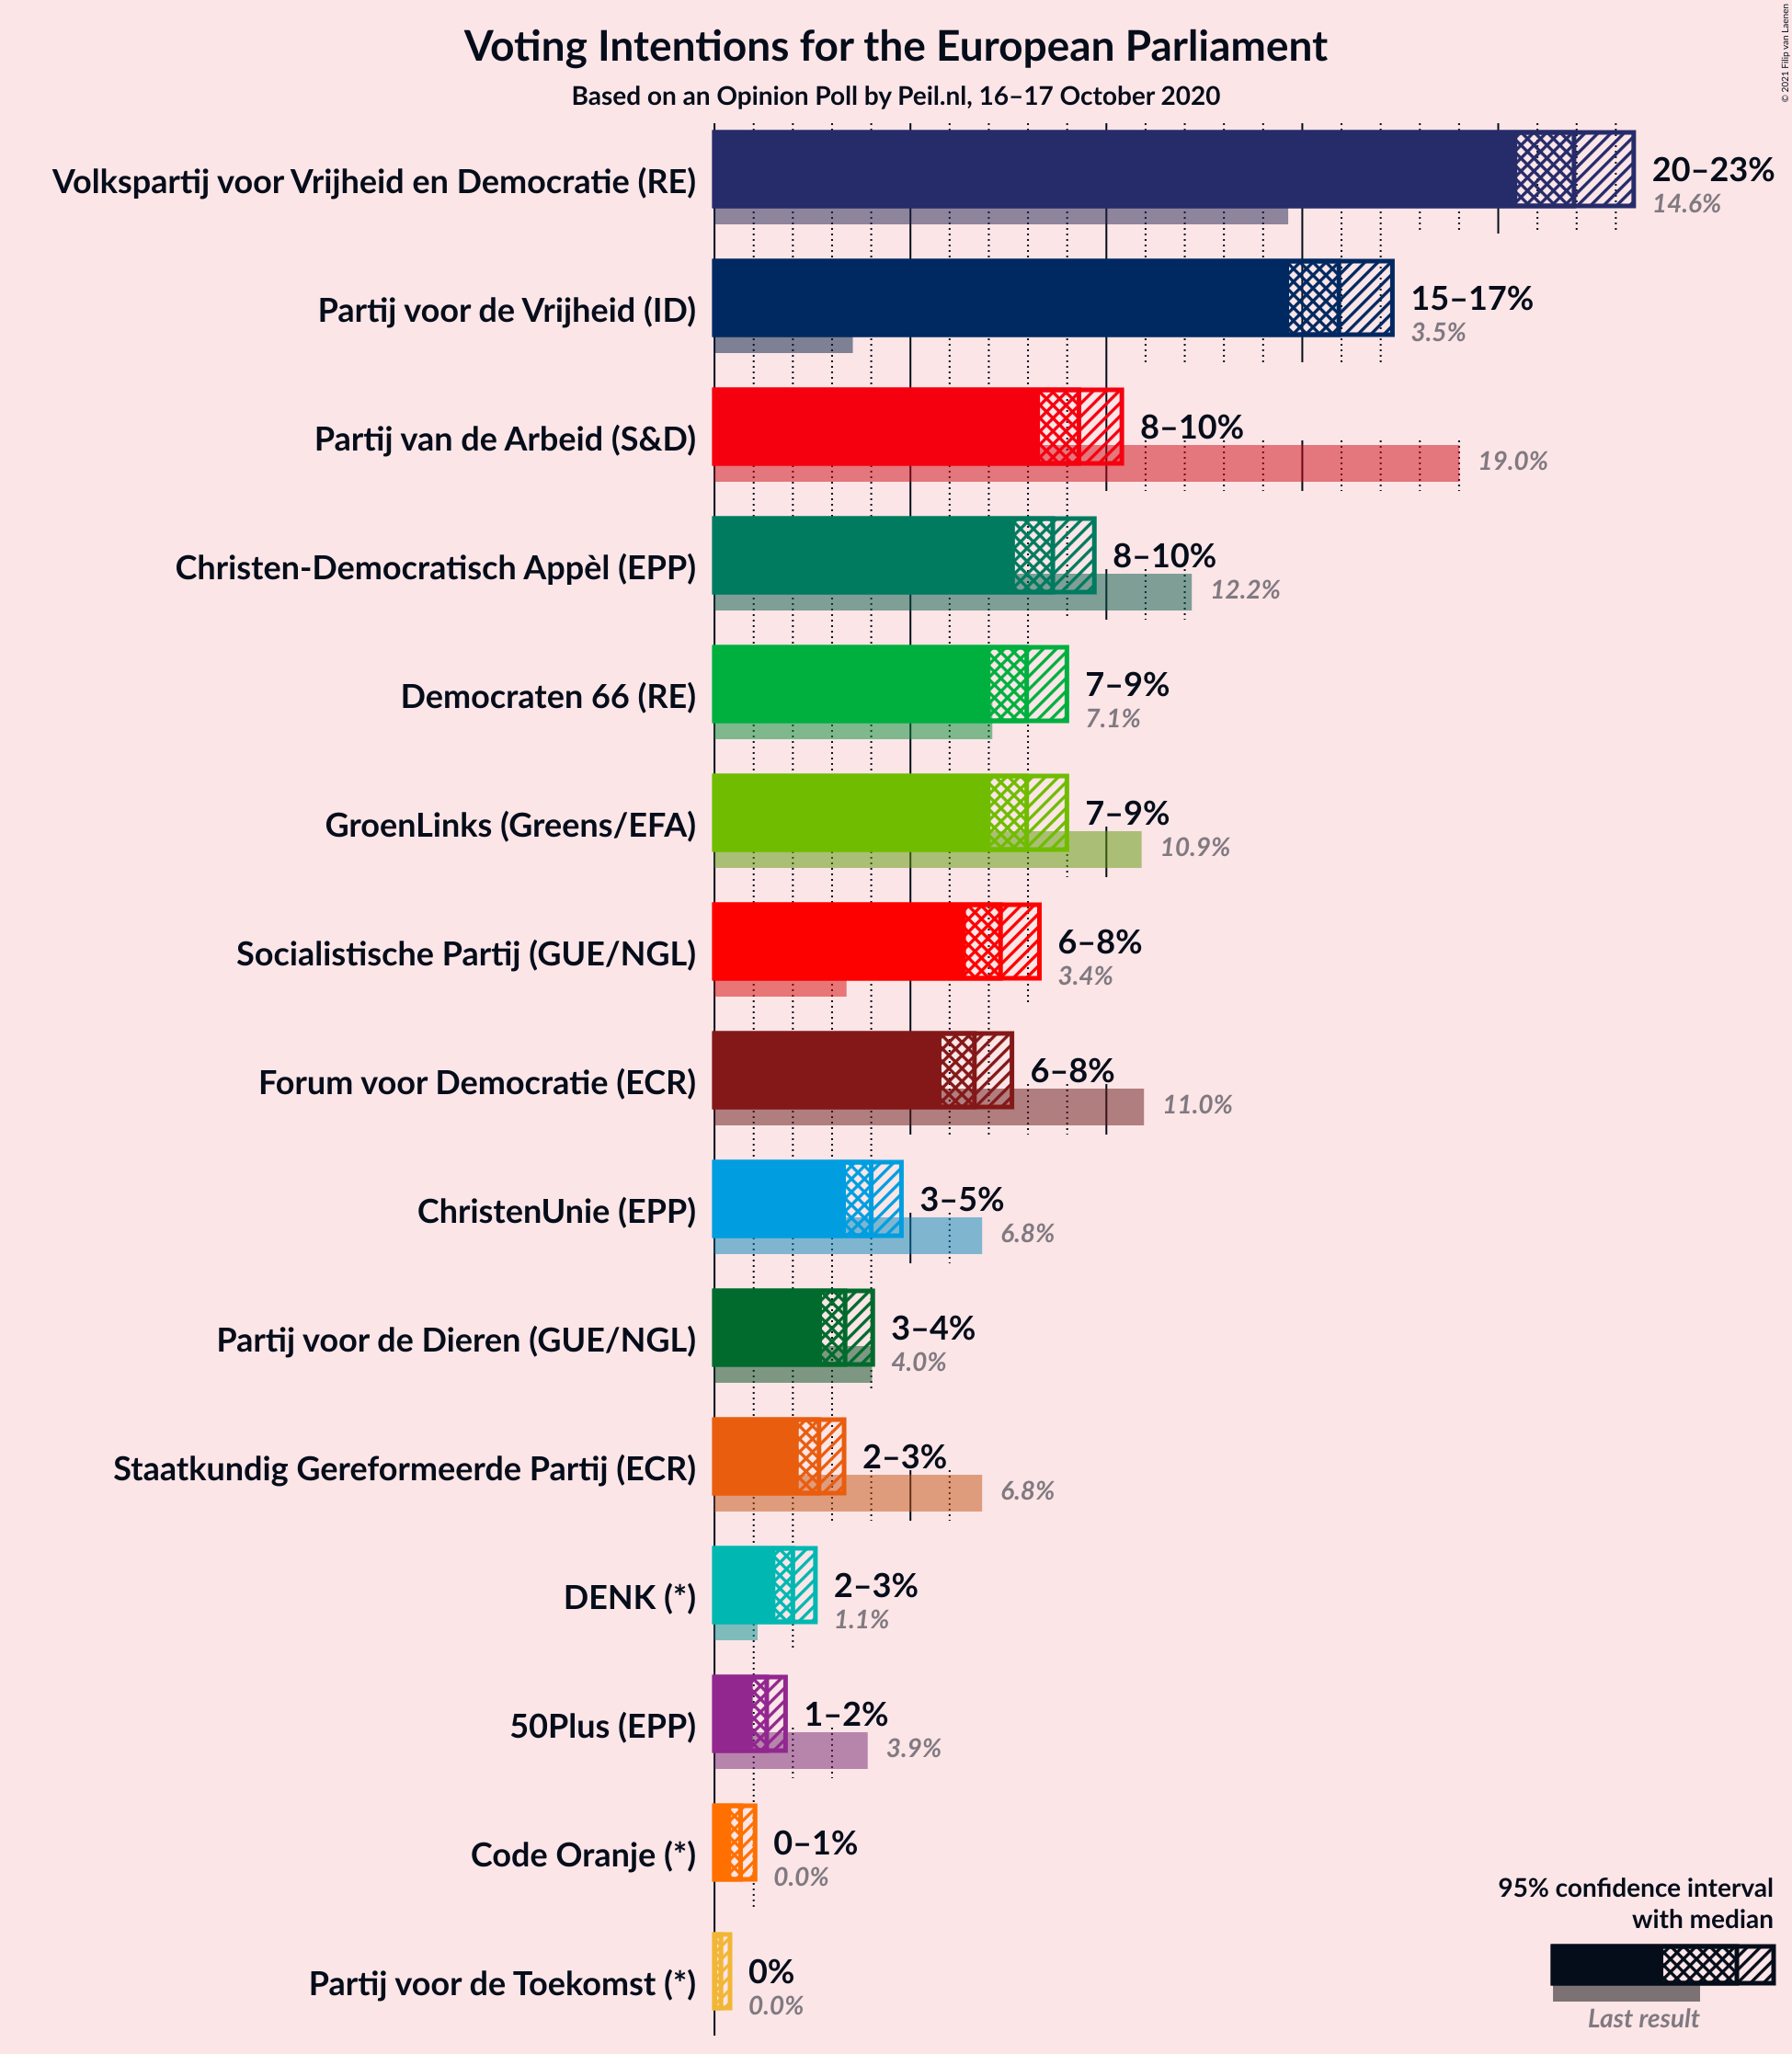 Voting Intentions for the European Parliament
Based on an Opinion Poll by Peil.nl, 16–17 October 2020
© 2021 Filip van Laenen
Volkspartij voor Vrijheid en Democratie (RE)
20–23%
14.6%
Partij voor de Vrijheid (ID)
15–17%
3.5%
Partij van de Arbeid (S&D)
8–10%
19.0%
Christen-Democratisch Appèl (EPP)
8–10%
12.2%
Democraten 66 (RE)
7–9%
7.1%
GroenLinks (Greens/EFA)
7–9%
10.9%
Socialistische Partij (GUE/NGL)
6–8%
3.4%
Forum voor Democratie (ECR)
6–8%
11.0%
ChristenUnie (EPP)
3–5%
6.8%
Partij voor de Dieren (GUE/NGL)
3–4%
4.0%
Staatkundig Gereformeerde Partij (ECR)
2–3%
6.8%
DENK (*)
2–3%
1.1%
50Plus (EPP)
1–2%
3.9%
Code Oranje (*)
0–1%
0.0%
Partij voor de Toekomst (*)
0%
0.0%
95% confidence interval
with median
Last result